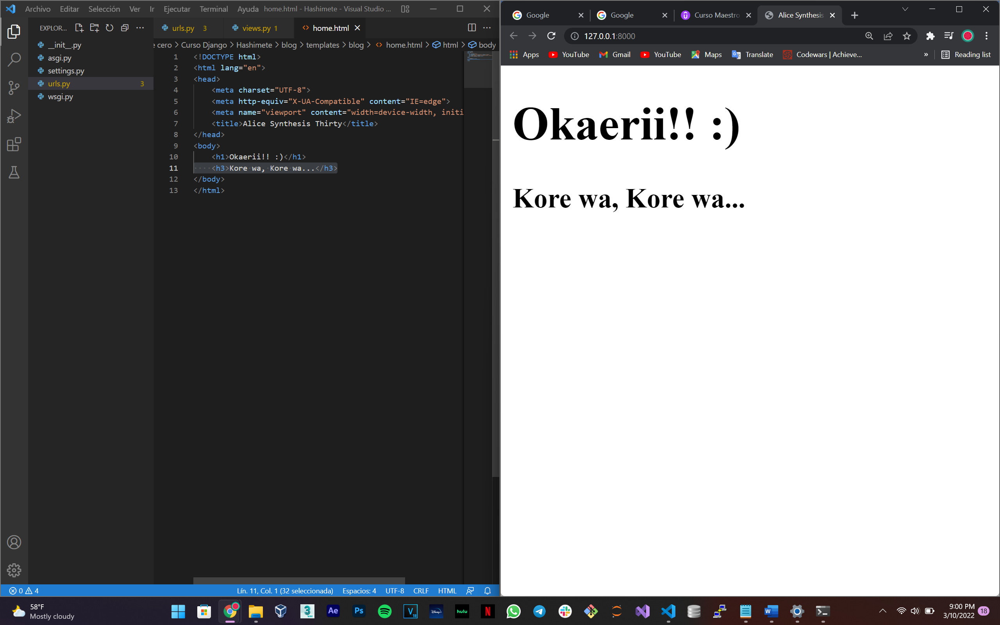 Archivo Editar Selección Ver Ir Ejecutar Terminal Ayuda home.html - Hashimete - Visual Studio ...
EXPLOR...
__init__.py
asgi.py
settings.py
urls.py 3
wsgi.py
urls.py 3 views.py 1 home.html
e cero > Curso Django > Hashimete > blog > templates > blog > home.html > html > body
1 <!DOCTYPE html>
2 <html lang="en">
3 <head>
4 <meta charset="UTF-8">
5 <meta http-equiv="X-UA-Compatible" content="IE=edge">
6 <meta name="viewport" content="width=device-width, initi
7 <title>Alice Synthesis Thirty</title>
8 </head>
9 <body>
10 <h1>Okaerii!! :)</h1>
11 <h3>Kore wa, Kore wa...</h3>
12 </body>
13 </html>
0 4 Lín. 11, Col. 1 (32 seleccionada) Espacios: 4 UTF-8 CRLF HTML
Google Google Curso Maestro Alice Synthesis
127.0.0.1:8000
Apps YouTube Gmail YouTube Maps Translate Codewars | Achieve... » Reading list
Okaerii!! :)
Kore wa, Kore wa...
58°F
Mostly cloudy
3 MAX Ae Ps V 18 Disney+ hulu N W
9:00 PM
3/10/2022 18